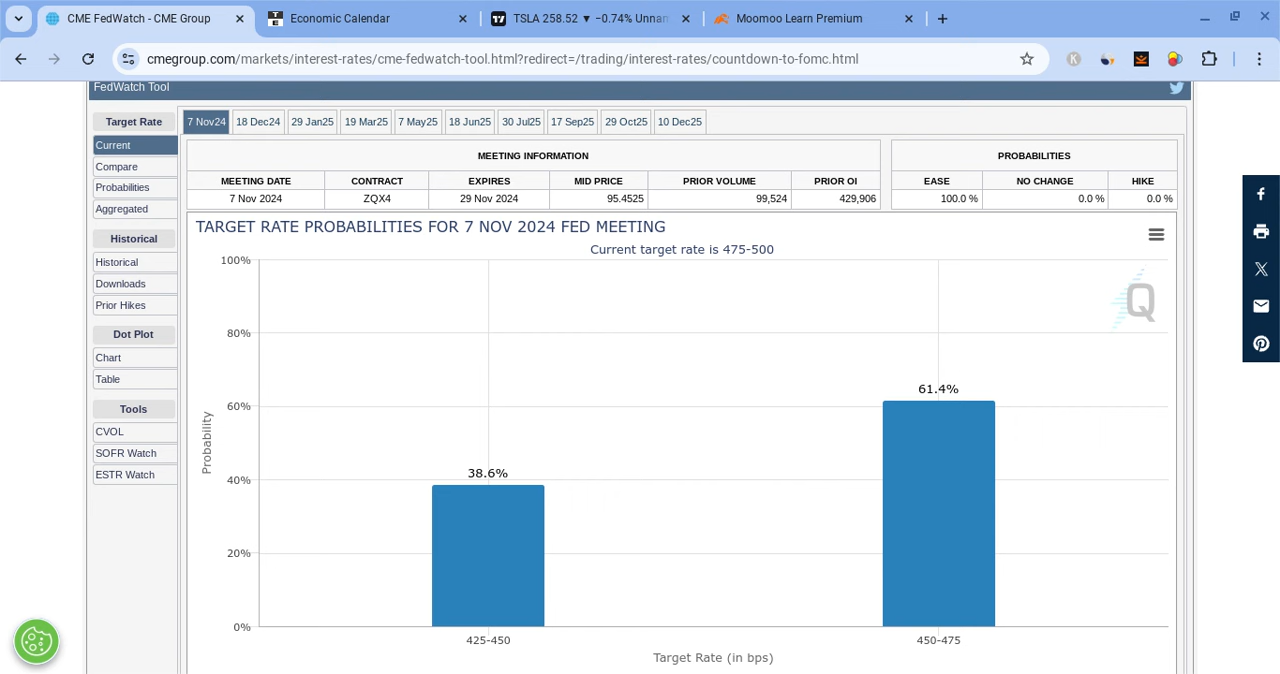 CME FedWatch - CME Group
Economic Calendar
TSLA 258.52 ▼ −0.74% Unnam
Moomoo Learn Premium
cmegroup.com/markets/interest-rates/cme-fedwatch-tool.html?redirect=/trading/interest-rates/countdown-to-fomc.html
FedWatch Tool
Target Rate
Current
Compare
Probabilities
Aggregated
Historical
Historical
Downloads
Prior Hikes
Dot Plot
Chart
Table
Tools
CVOL
SOFR Watch
ESTR Watch
7 Nov24 18 Dec24 29 Jan25 19 Mar25 7 May25 18 Jun25 30 Jul25 17 Sep25 29 Oct25 10 Dec25
MEETING INFORMATION
MEETING DATE CONTRACT EXPIRES MID PRICE PRIOR VOLUME PRIOR OI
7 Nov 2024 ZQX4 29 Nov 2024 95.4525 99,524 429,906
PROBABILITIES
EASE NO CHANGE HIKE
100.0 % 0.0 % 0.0 %
TARGET RATE PROBABILITIES FOR 7 NOV 2024 FED MEETING
Current target rate is 475-500
Q
Probability
100%
80%
60%
40%
20%
0%
38.6%
61.4%
425-450
450-475
Target Rate (in bps)